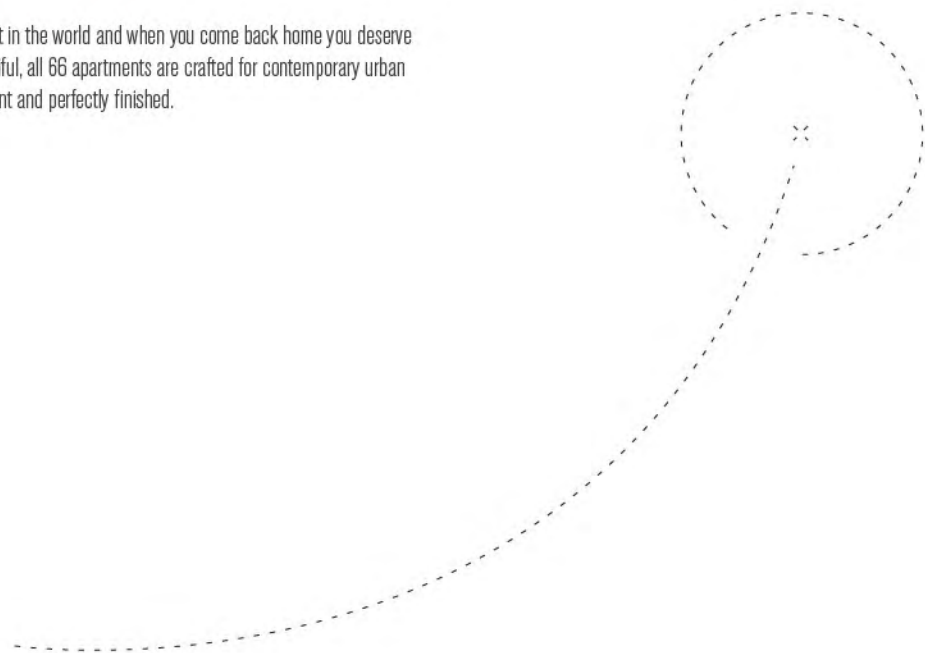 t in the world and when you come back home you deserve
iful, all 66 apartments are crafted for contemporary urban
nt and perfectly finished.